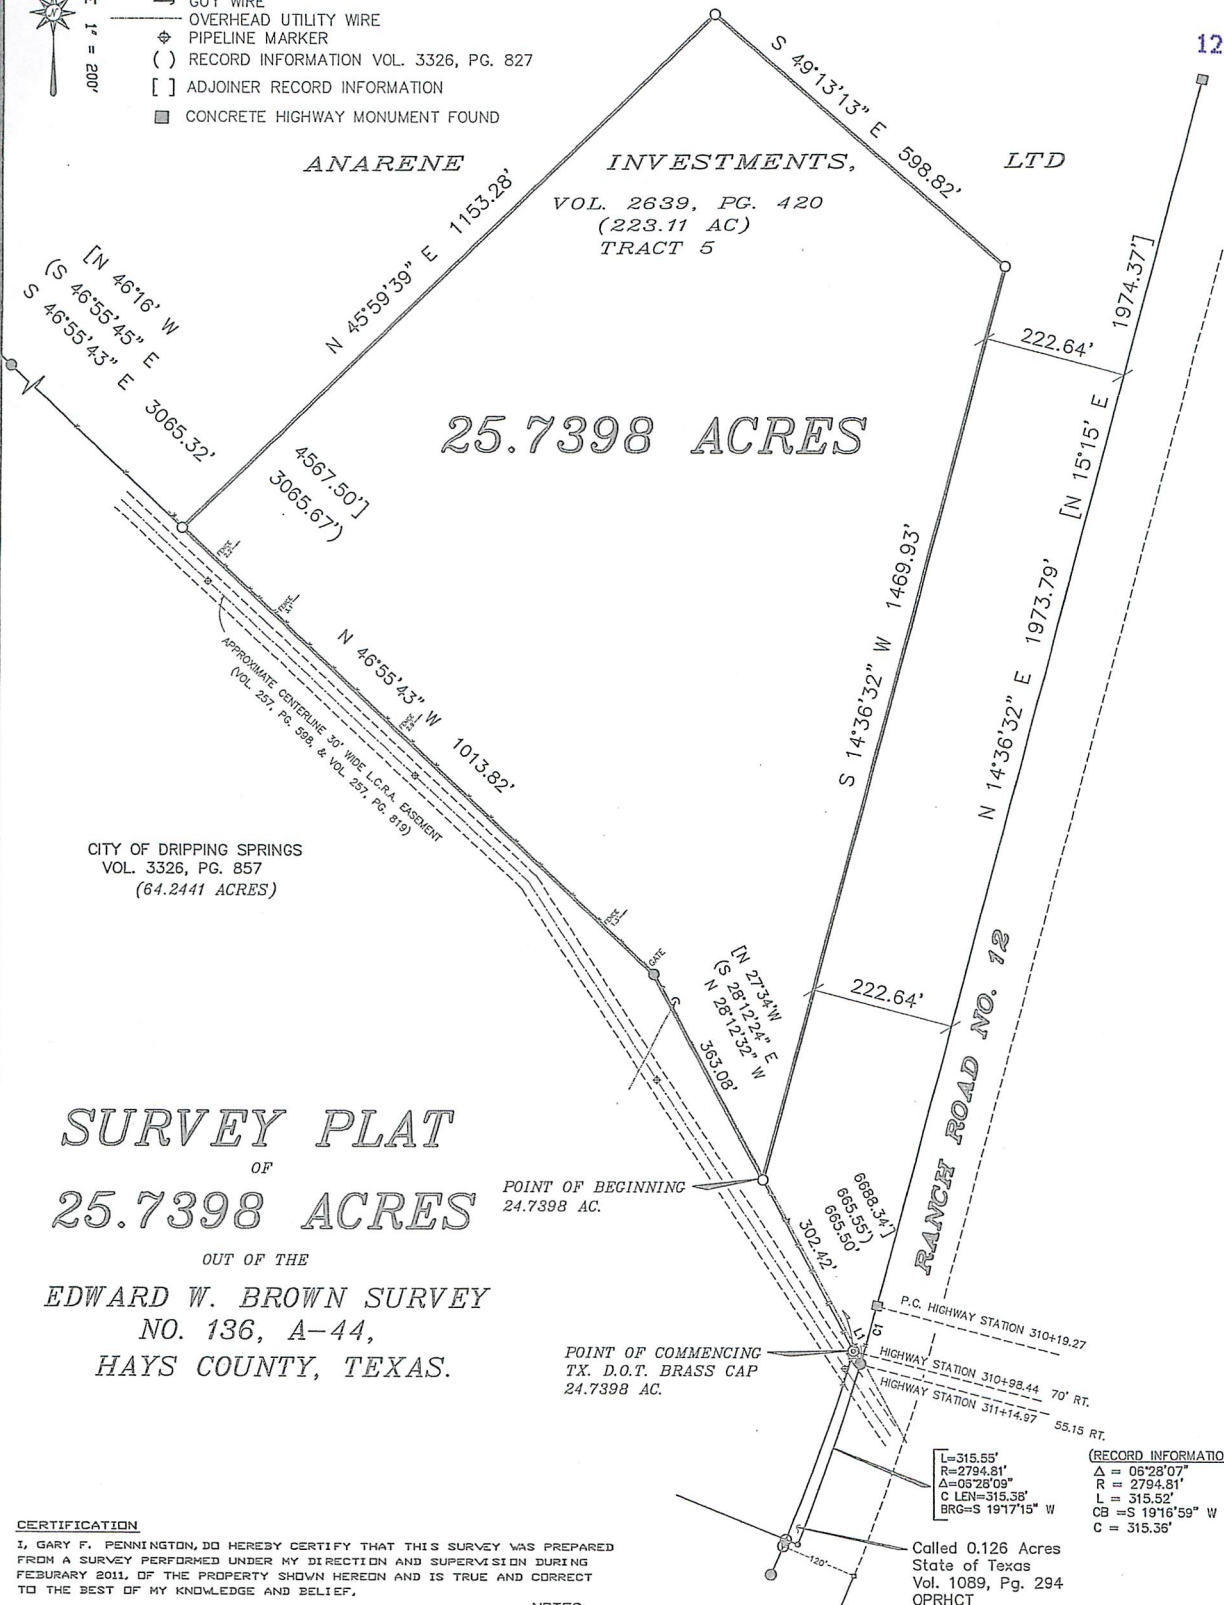 GUY WIRE
OVERHEAD UTILITY WIRE
PIPELINE MARKER
( ) RECORD INFORMATION VOL. 3326, PG. 827
[ ] ADJOINER RECORD INFORMATION
CONCRETE HIGHWAY MONUMENT FOUND
N
1" = 200'
12
ANARENE INVESTMENTS, LTD
VOL. 2639, PG. 420
(223.11 AC)
TRACT 5
S 49°13'13" E 598.82'
N 45°59'39" E 1153.28'
[N 46°16' W 4567.50']
(S 46°55'45" E 3065.67')
S 46°55'43" E 3065.32'
25.7398 ACRES
222.64'
[N 15°15' E 1974.37']
N 14°36'32" E 1973.79'
S 14°36'32" W 1469.93'
N 46°55'43" W 1013.82'
APPROXIMATE CENTERLINE 30' WIDE L.C.R.A. EASEMENT
(VOL. 257, PG. 598, & VOL. 257, PG. 819)
CITY OF DRIPPING SPRINGS
VOL. 3326, PG. 857
(64.2441 ACRES)
FENCE
FENCE
FENCE
FENCE
GATE
222.64'
[N 27°34'W 6688.34']
(S 28°12'24" E 665.55')
N 28°12'32" W 665.50'
363.08'
302.42'
RANCH ROAD NO. 12
SURVEY PLAT
OF
25.7398 ACRES
OUT OF THE
EDWARD W. BROWN SURVEY
NO. 136, A-44,
HAYS COUNTY, TEXAS.
POINT OF BEGINNING
24.7398 AC.
POINT OF COMMENCING
TX. D.O.T. BRASS CAP
24.7398 AC.
L1
C1
P.C. HIGHWAY STATION 310+19.27
HIGHWAY STATION 310+98.44 70' RT.
HIGHWAY STATION 311+14.97 55.15 RT.
L=315.55'
R=2794.81'
Δ=06°28'09"
C LEN=315.38'
BRG=S 19°17'15" W
(RECORD INFORMATIO
Δ = 06°28'07"
R = 2794.81'
L = 315.52'
CB =S 19°16'59" W
C = 315.36'
120'
Called 0.126 Acres
State of Texas
Vol. 1089, Pg. 294
OPRHCT
CERTIFICATION
I, GARY F. PENNINGTON, DO HEREBY CERTIFY THAT THIS SURVEY WAS PREPARED
FROM A SURVEY PERFORMED UNDER MY DIRECTION AND SUPERVISION DURING
FEBURARY 2011, OF THE PROPERTY SHOWN HEREON AND IS TRUE AND CORRECT
TO THE BEST OF MY KNOWLEDGE AND BELIEF.
NOTES